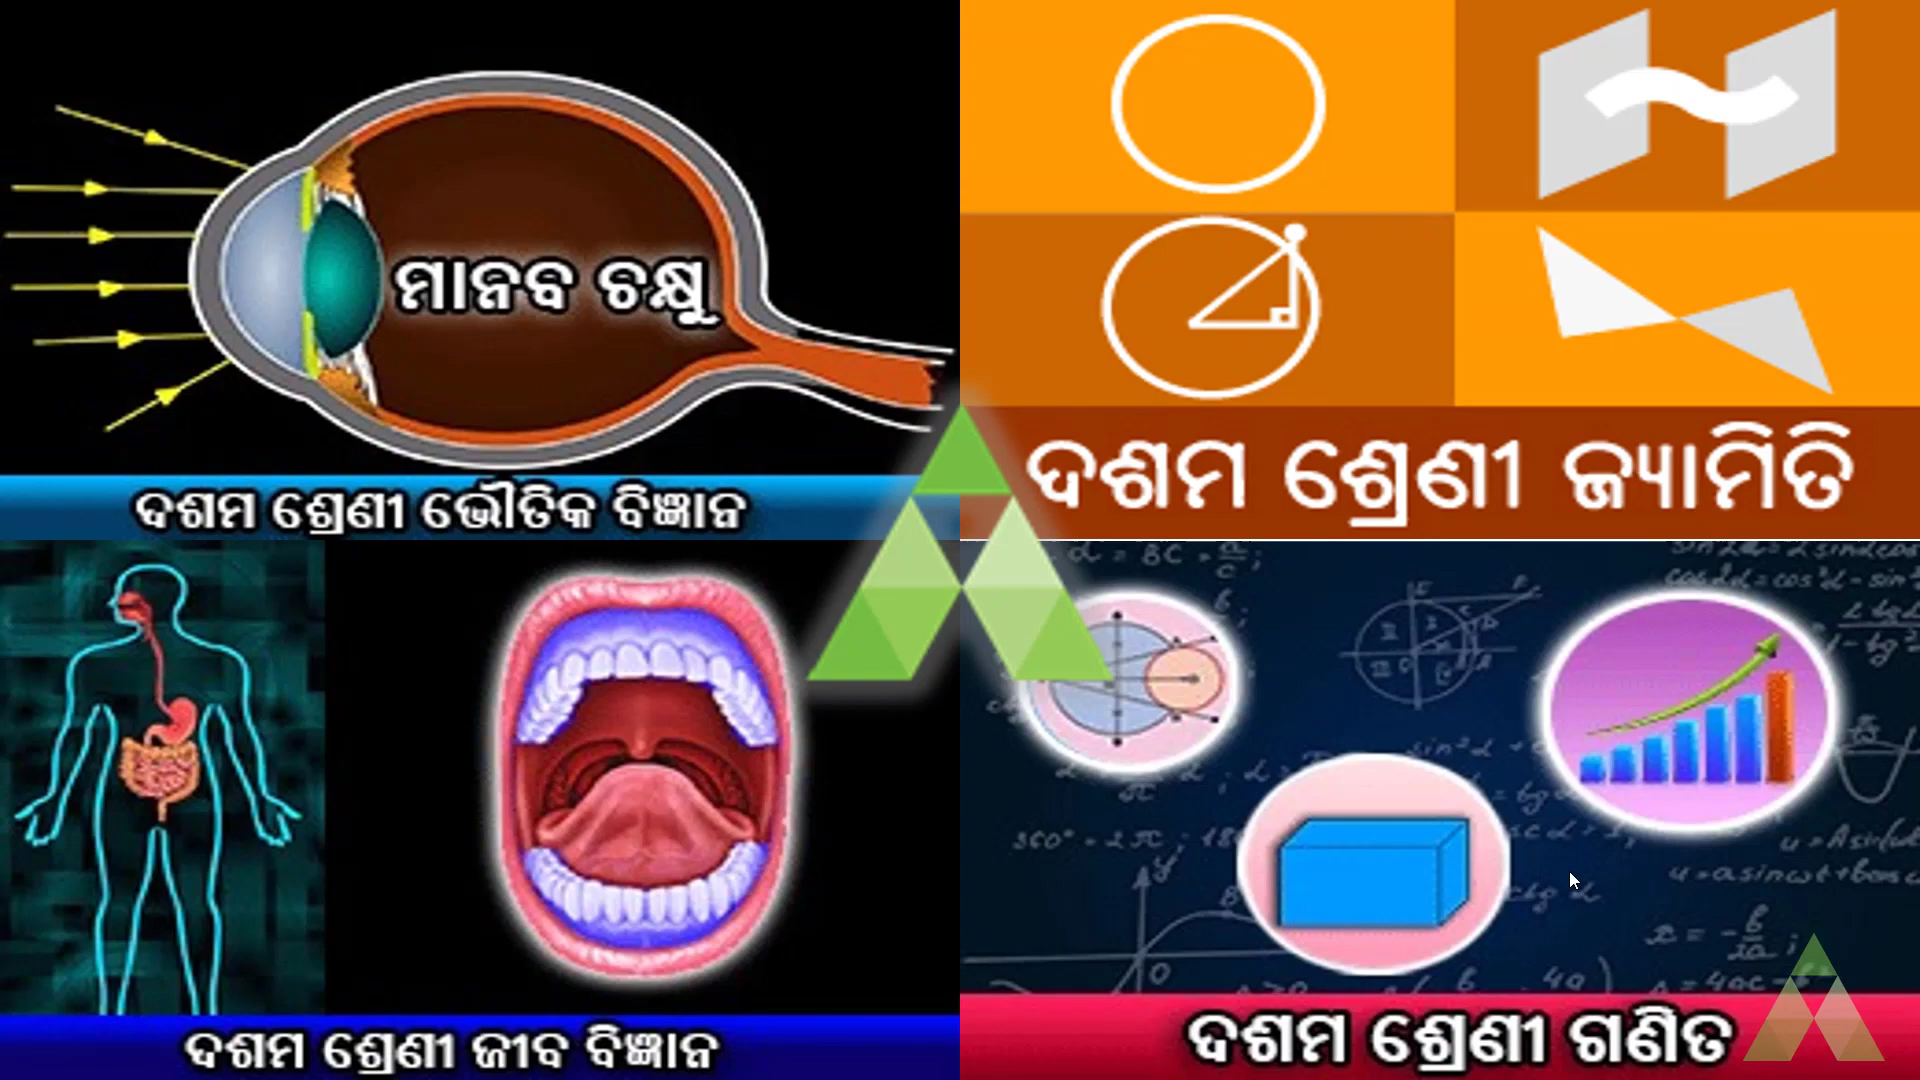 ମାନବ ଚକ୍ଷୁ
ଦଶମ ଶ୍ରେଣୀ ଭୌତିକ ବିଜ୍ଞାନ
ଦଶମ ଶ୍ରେଣୀ ଜ୍ୟାମିତି
ଦଶମ ଶ୍ରେଣୀ ଜୀବ ବିଜ୍ଞାନ
ଦଶମ ଶ୍ରେଣୀ ଗଣିତ